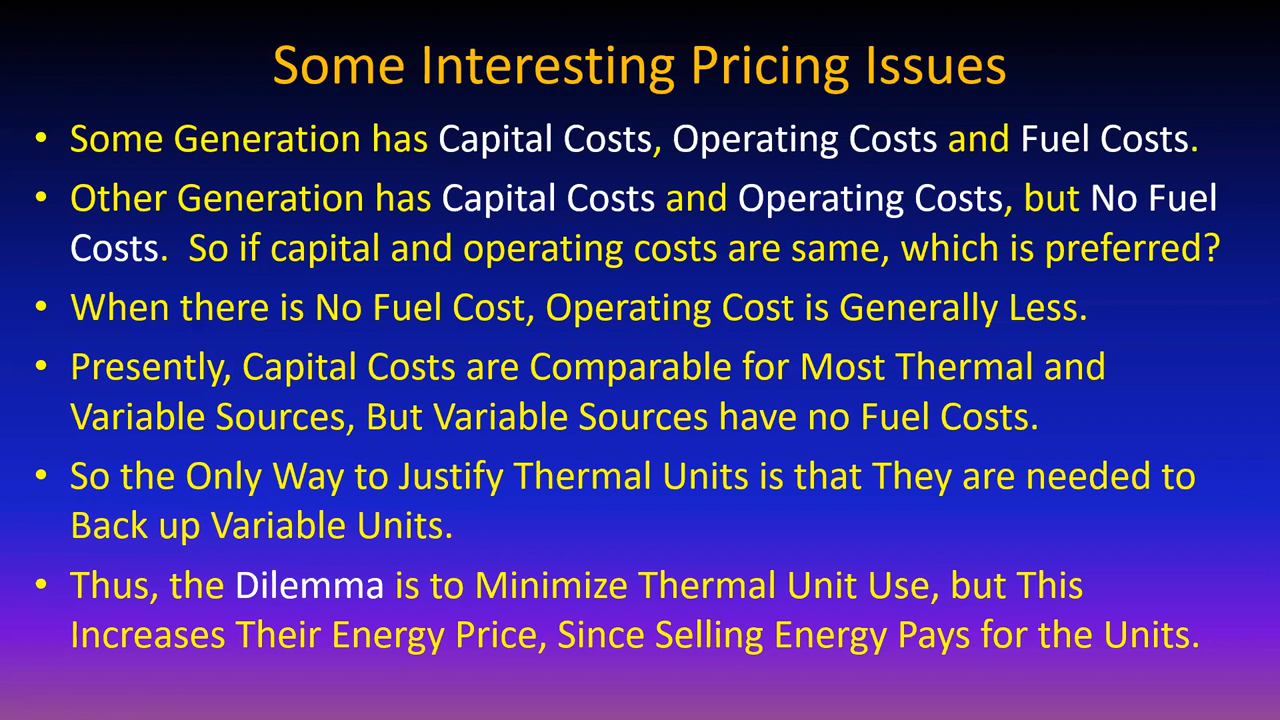 Some Interesting Pricing Issues
• Some Generation has Capital Costs, Operating Costs and Fuel Costs.
• Other Generation has Capital Costs and Operating Costs, but No Fuel
Costs.  So if capital and operating costs are same, which is preferred?
• When there is No Fuel Cost, Operating Cost is Generally Less.
• Presently, Capital Costs are Comparable for Most Thermal and
Variable Sources, But Variable Sources have no Fuel Costs.
• So the Only Way to Justify Thermal Units is that They are needed to
Back up Variable Units.
• Thus, the Dilemma is to Minimize Thermal Unit Use, but This
Increases Their Energy Price, Since Selling Energy Pays for the Units.